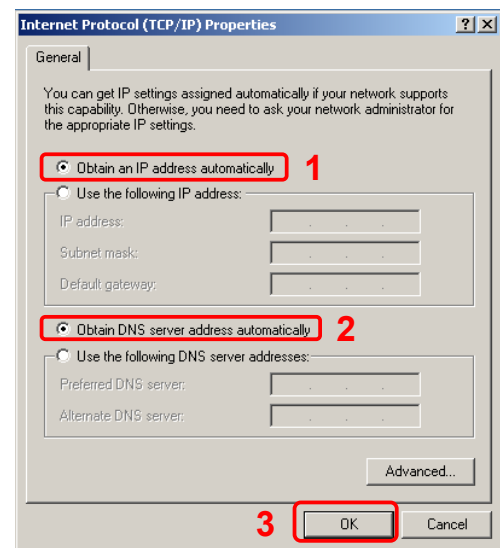 Internet Protocol (TCP/IP) Properties
General
You can get IP settings assigned automatically if your network supports
this capability. Otherwise, you need to ask your network administrator for
the appropriate IP settings.
Obtain an IP address automatically 1
Use the following IP address:
IP address:
Subnet mask:
Default gateway:
Obtain DNS server address automatically 2
Use the following DNS server addresses:
Preferred DNS server:
Alternate DNS server:
Advanced...
3 OK Cancel